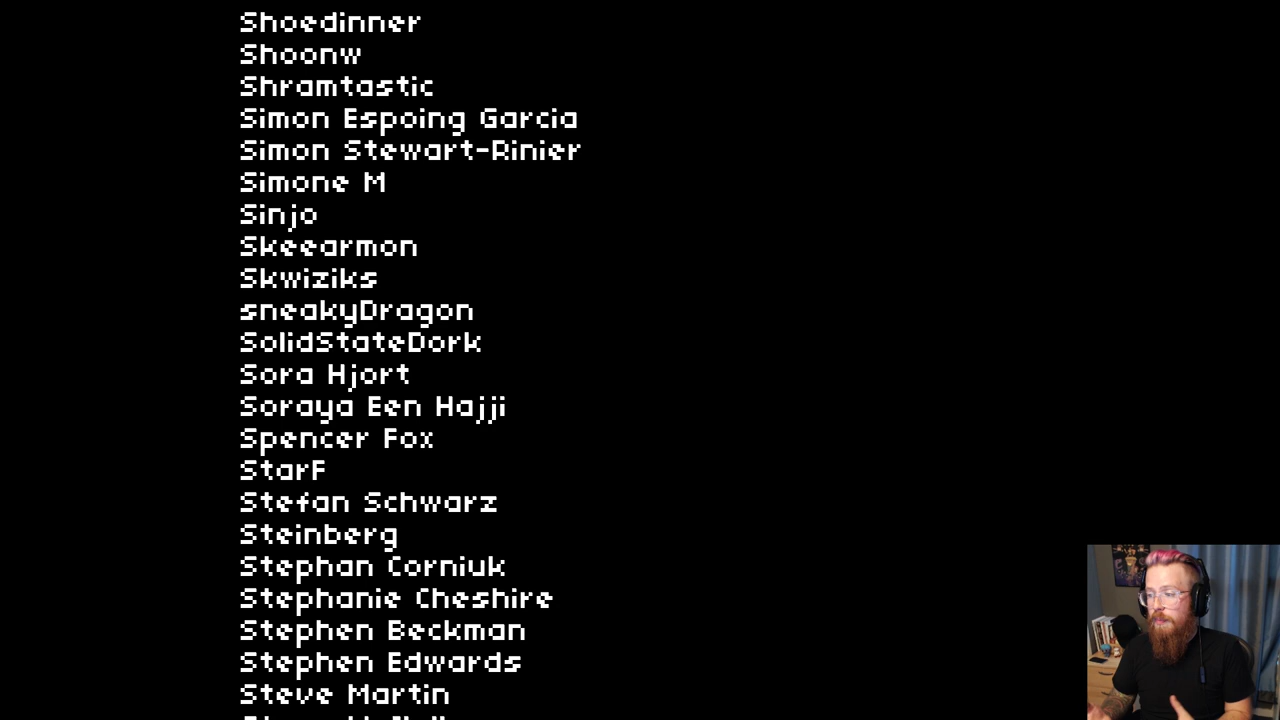 Shoedinner
Shoonw
Shramtastic
Simon Espoing Garcia
Simon Stewart-Rinier
Simone M
Sinjo
Skeearmon
Skwiziks
sneakyDragon
SolidStateDork
Sora Hjort
Soraya Een Hajji
Spencer Fox
StarF
Stefan Schwarz
Steinberg
Stephan Corniuk
Stephanie Cheshire
Stephen Beckman
Stephen Edwards
Steve Martin